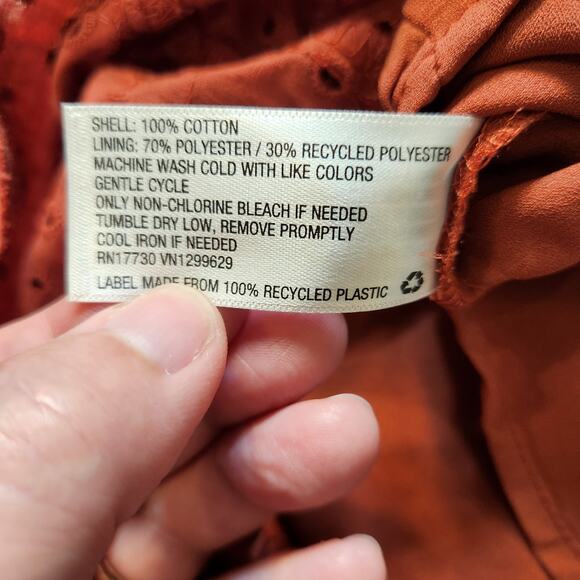 SHELL: 100% COTTON
LINING: 70% POLYESTER / 30% RECYCLED POLYESTER
MACHINE WASH COLD WITH LIKE COLORS
GENTLE CYCLE
ONLY NON-CHLORINE BLEACH IF NEEDED
TUMBLE DRY LOW, REMOVE PROMPTLY
COOL IRON IF NEEDED
RN17730 VN1299629
LABEL MADE FROM 100% RECYCLED PLASTIC